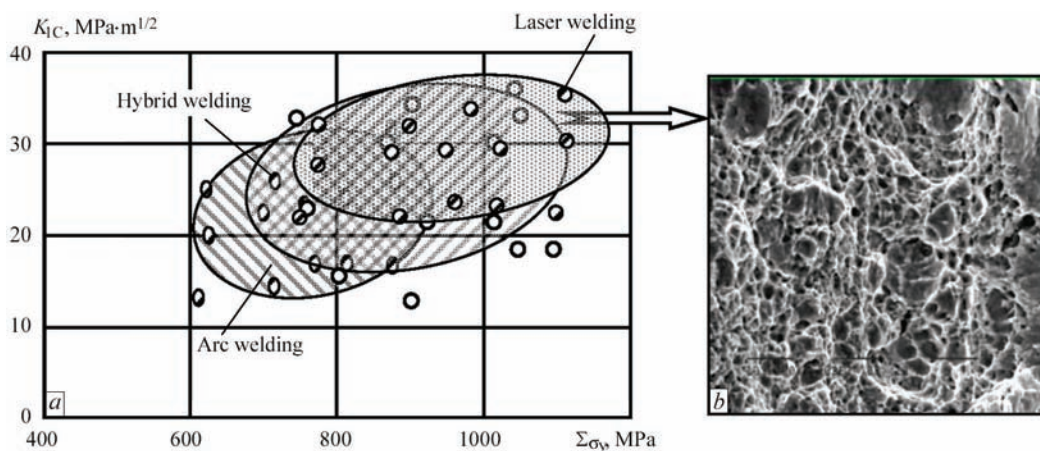 K1C, MPa·m1/2
40
30
20
10
0
400
600
800
1000
Σσy, MPa
Laser welding
Hybrid welding
Arc welding
a
b